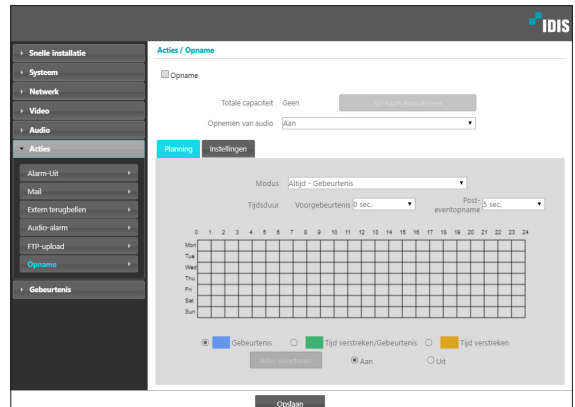 IDIS
Snelle installatie
Systeem
Netwerk
Video
Audio
Acties
Alarm-Uit
Mail
Extern terugbellen
Audio-alarm
FTP-upload
Opname
Gebeurtenis
Acties / Opname
Opname
Totale capaciteit Geen SD-kaart formatteren
Opnemen van audio Aan
Planning Instellingen
Modus Altijd - Gebeurtenis
Tijdsduur Voorgebeurtenis 0 sec. Post-eventopname 5 sec.
0 1 2 3 4 5 6 7 8 9 10 11 12 13 14 15 16 17 18 19 20 21 22 23 24
Mon
Tue
Wed
Thu
Fri
Sat
Sun
Gebeurtenis Tijd verstreken/Gebeurtenis Tijd verstreken
Alles selecteren Aan Uit
Opslaan